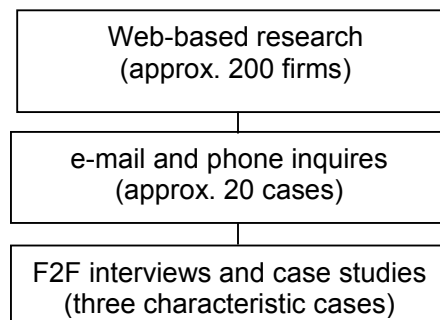 Web-based research
(approx. 200 firms)
e-mail and phone inquires
(approx. 20 cases)
F2F interviews and case studies
(three characteristic cases)